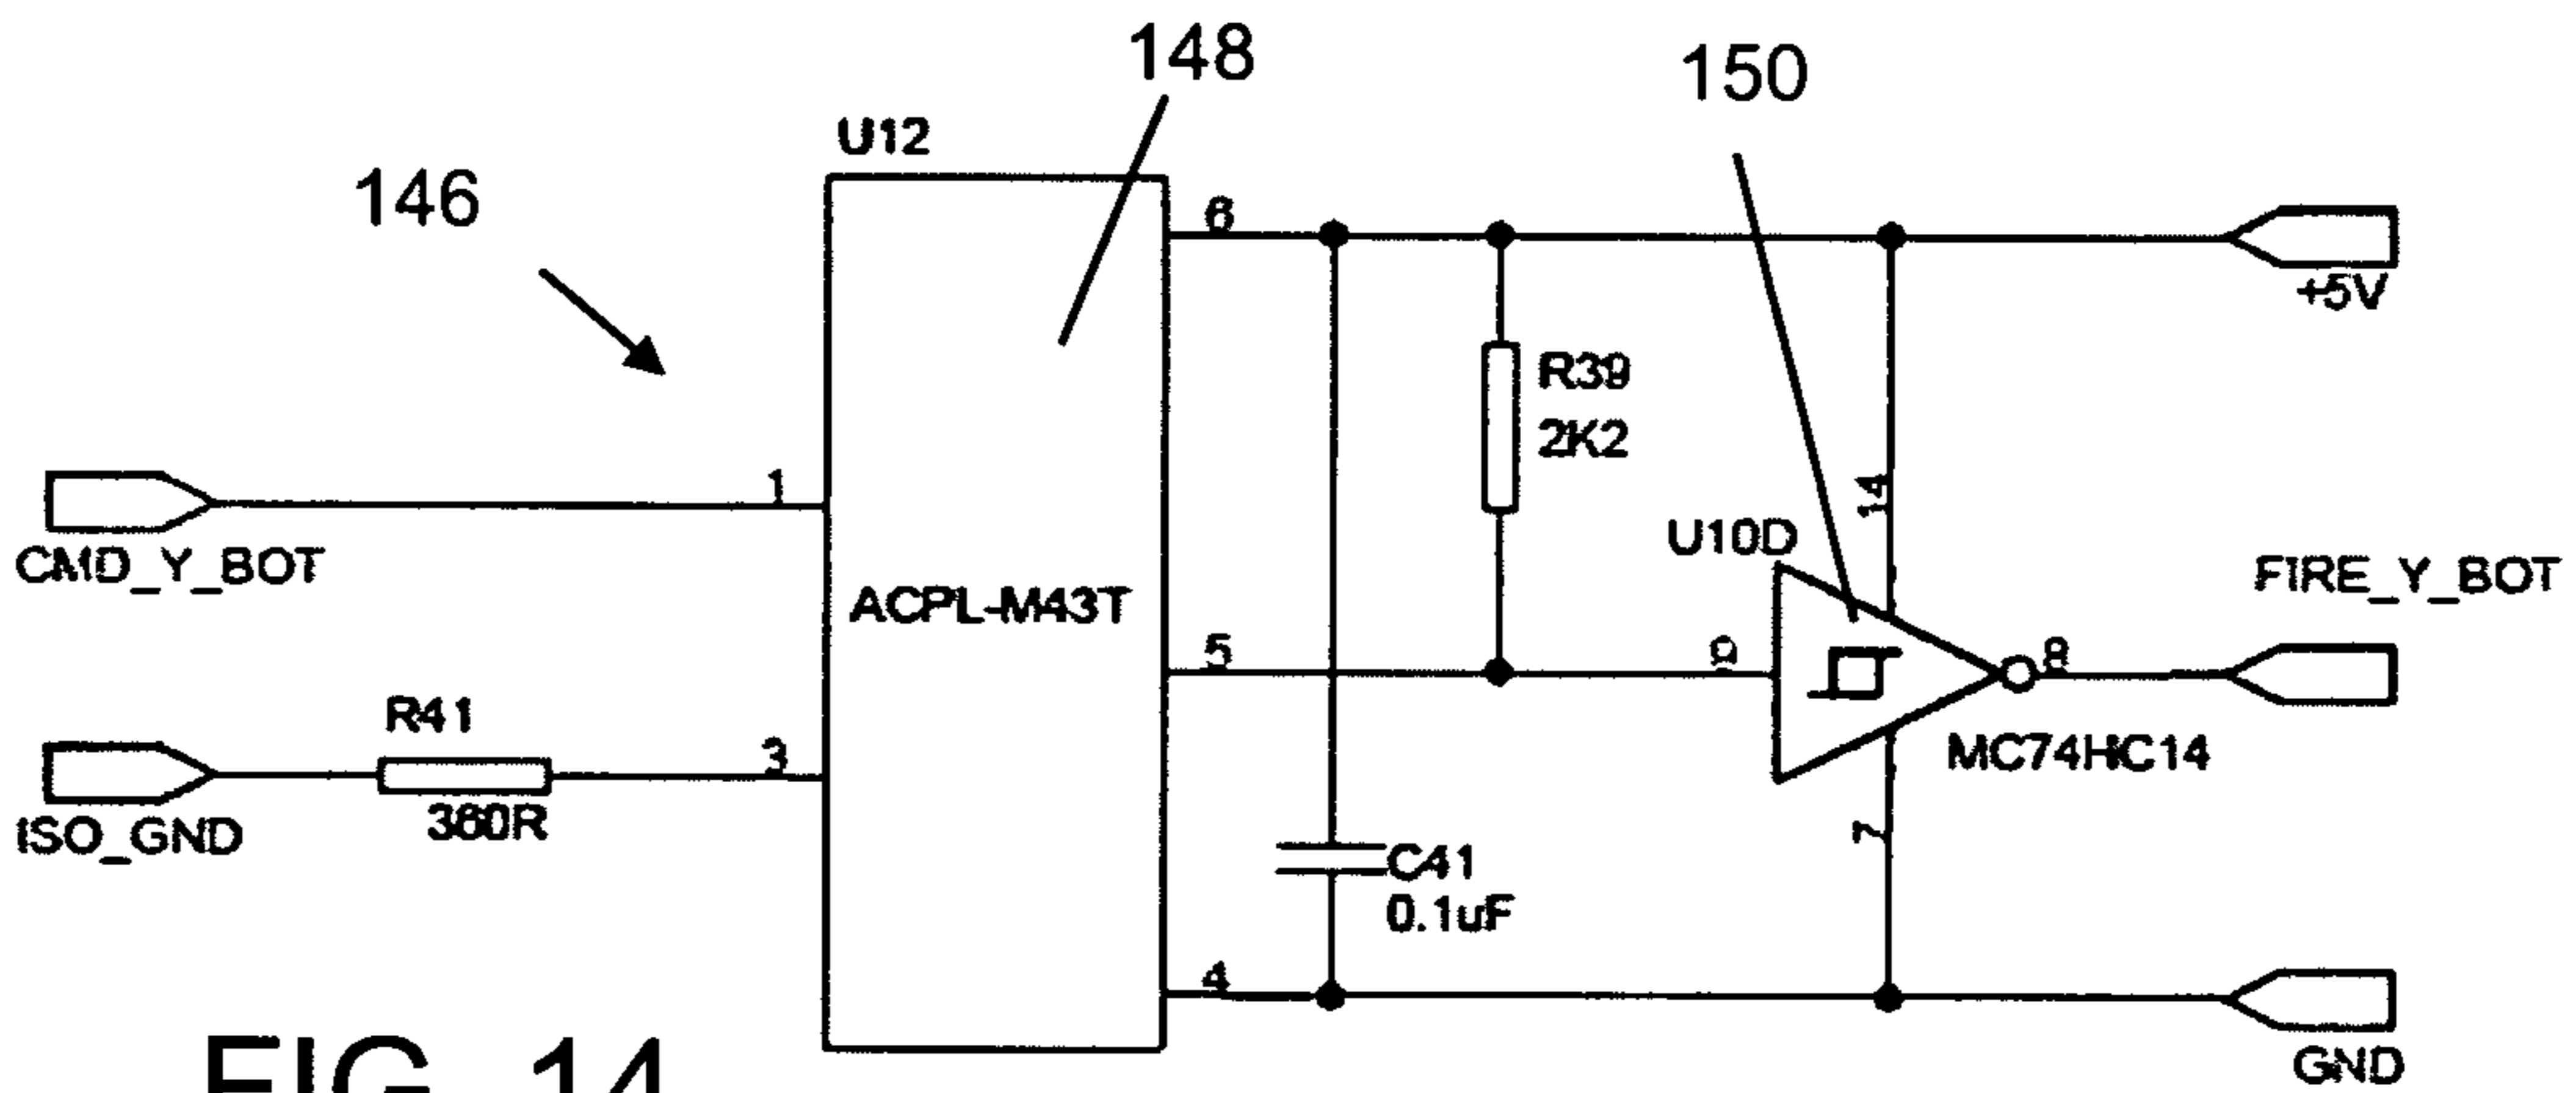 148
150
U12
146
6
+5V
R39
2K2
14
1
U10D
CMD_Y_BOT
FIRE_Y_BOT
ACPL-M43T
5
9
8
R41
3
MC74HC14
360R
ISO_GND
7
C41
0.1uF
4
GND
FIG. 14